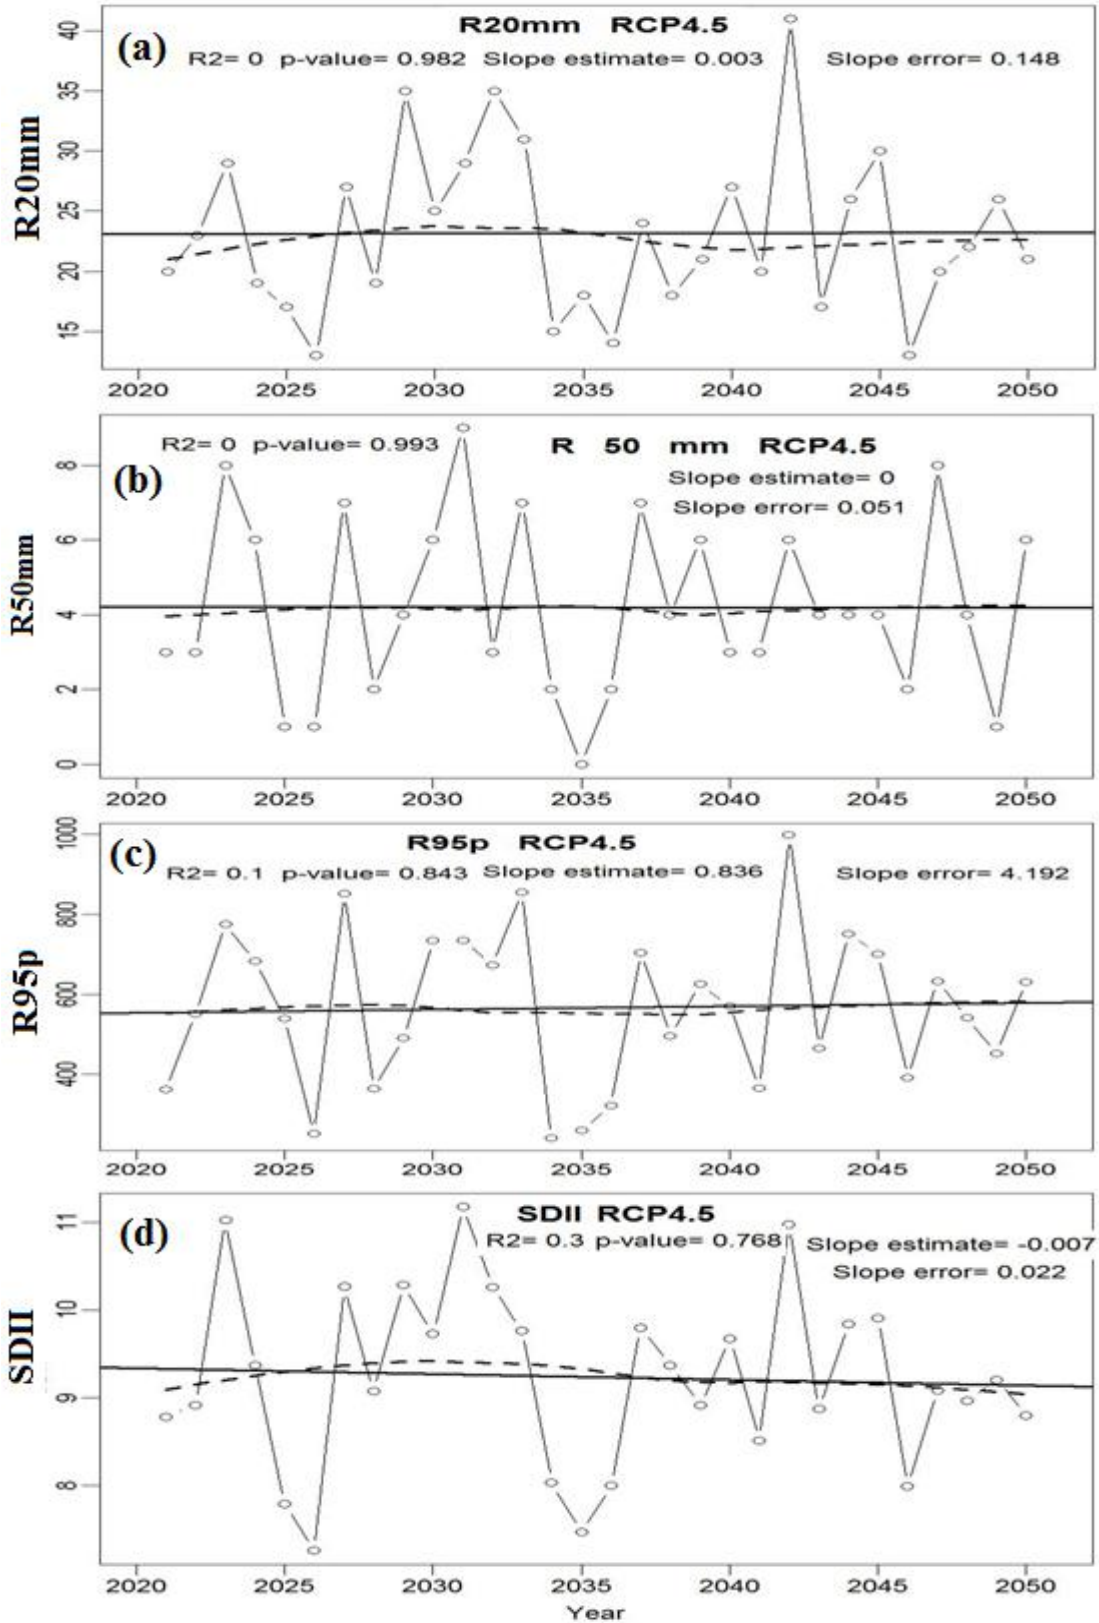 R20mm RCP4.5
(a)
R2= 0 p-value= 0.982 Slope estimate= 0.003 Slope error= 0.148
R20mm
40
35
30
25
20
15
2020 2025 2030 2035 2040 2045 2050
R2= 0 p-value= 0.993 R 50 mm RCP4.5
(b)
Slope estimate= 0
Slope error= 0.051
R50mm
8
6
4
2
0
2020 2025 2030 2035 2040 2045 2050
R95p RCP4.5
(c)
R2= 0.1 p-value= 0.843 Slope estimate= 0.836 Slope error= 4.192
R95p
1000
800
600
400
2020 2025 2030 2035 2040 2045 2050
SDII RCP4.5
(d)
R2= 0.3 p-value= 0.768 Slope estimate= -0.007
Slope error= 0.022
SDII
11
10
9
8
2020 2025 2030 2035 2040 2045 2050
Year